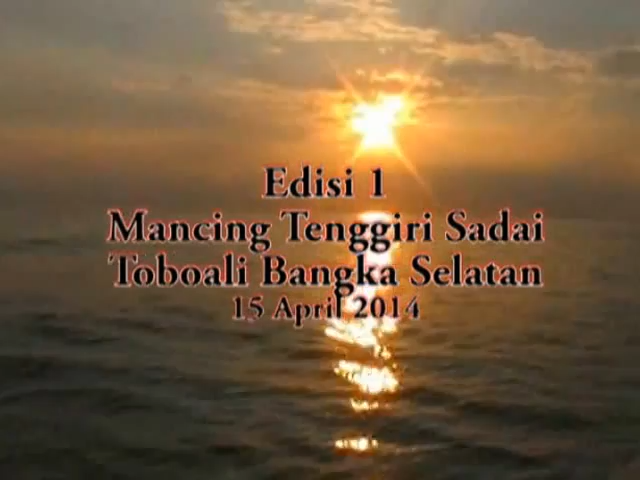 Edisi 1
Mancing Tenggiri Sadai
Toboali Bangka Selatan
15 April 2014